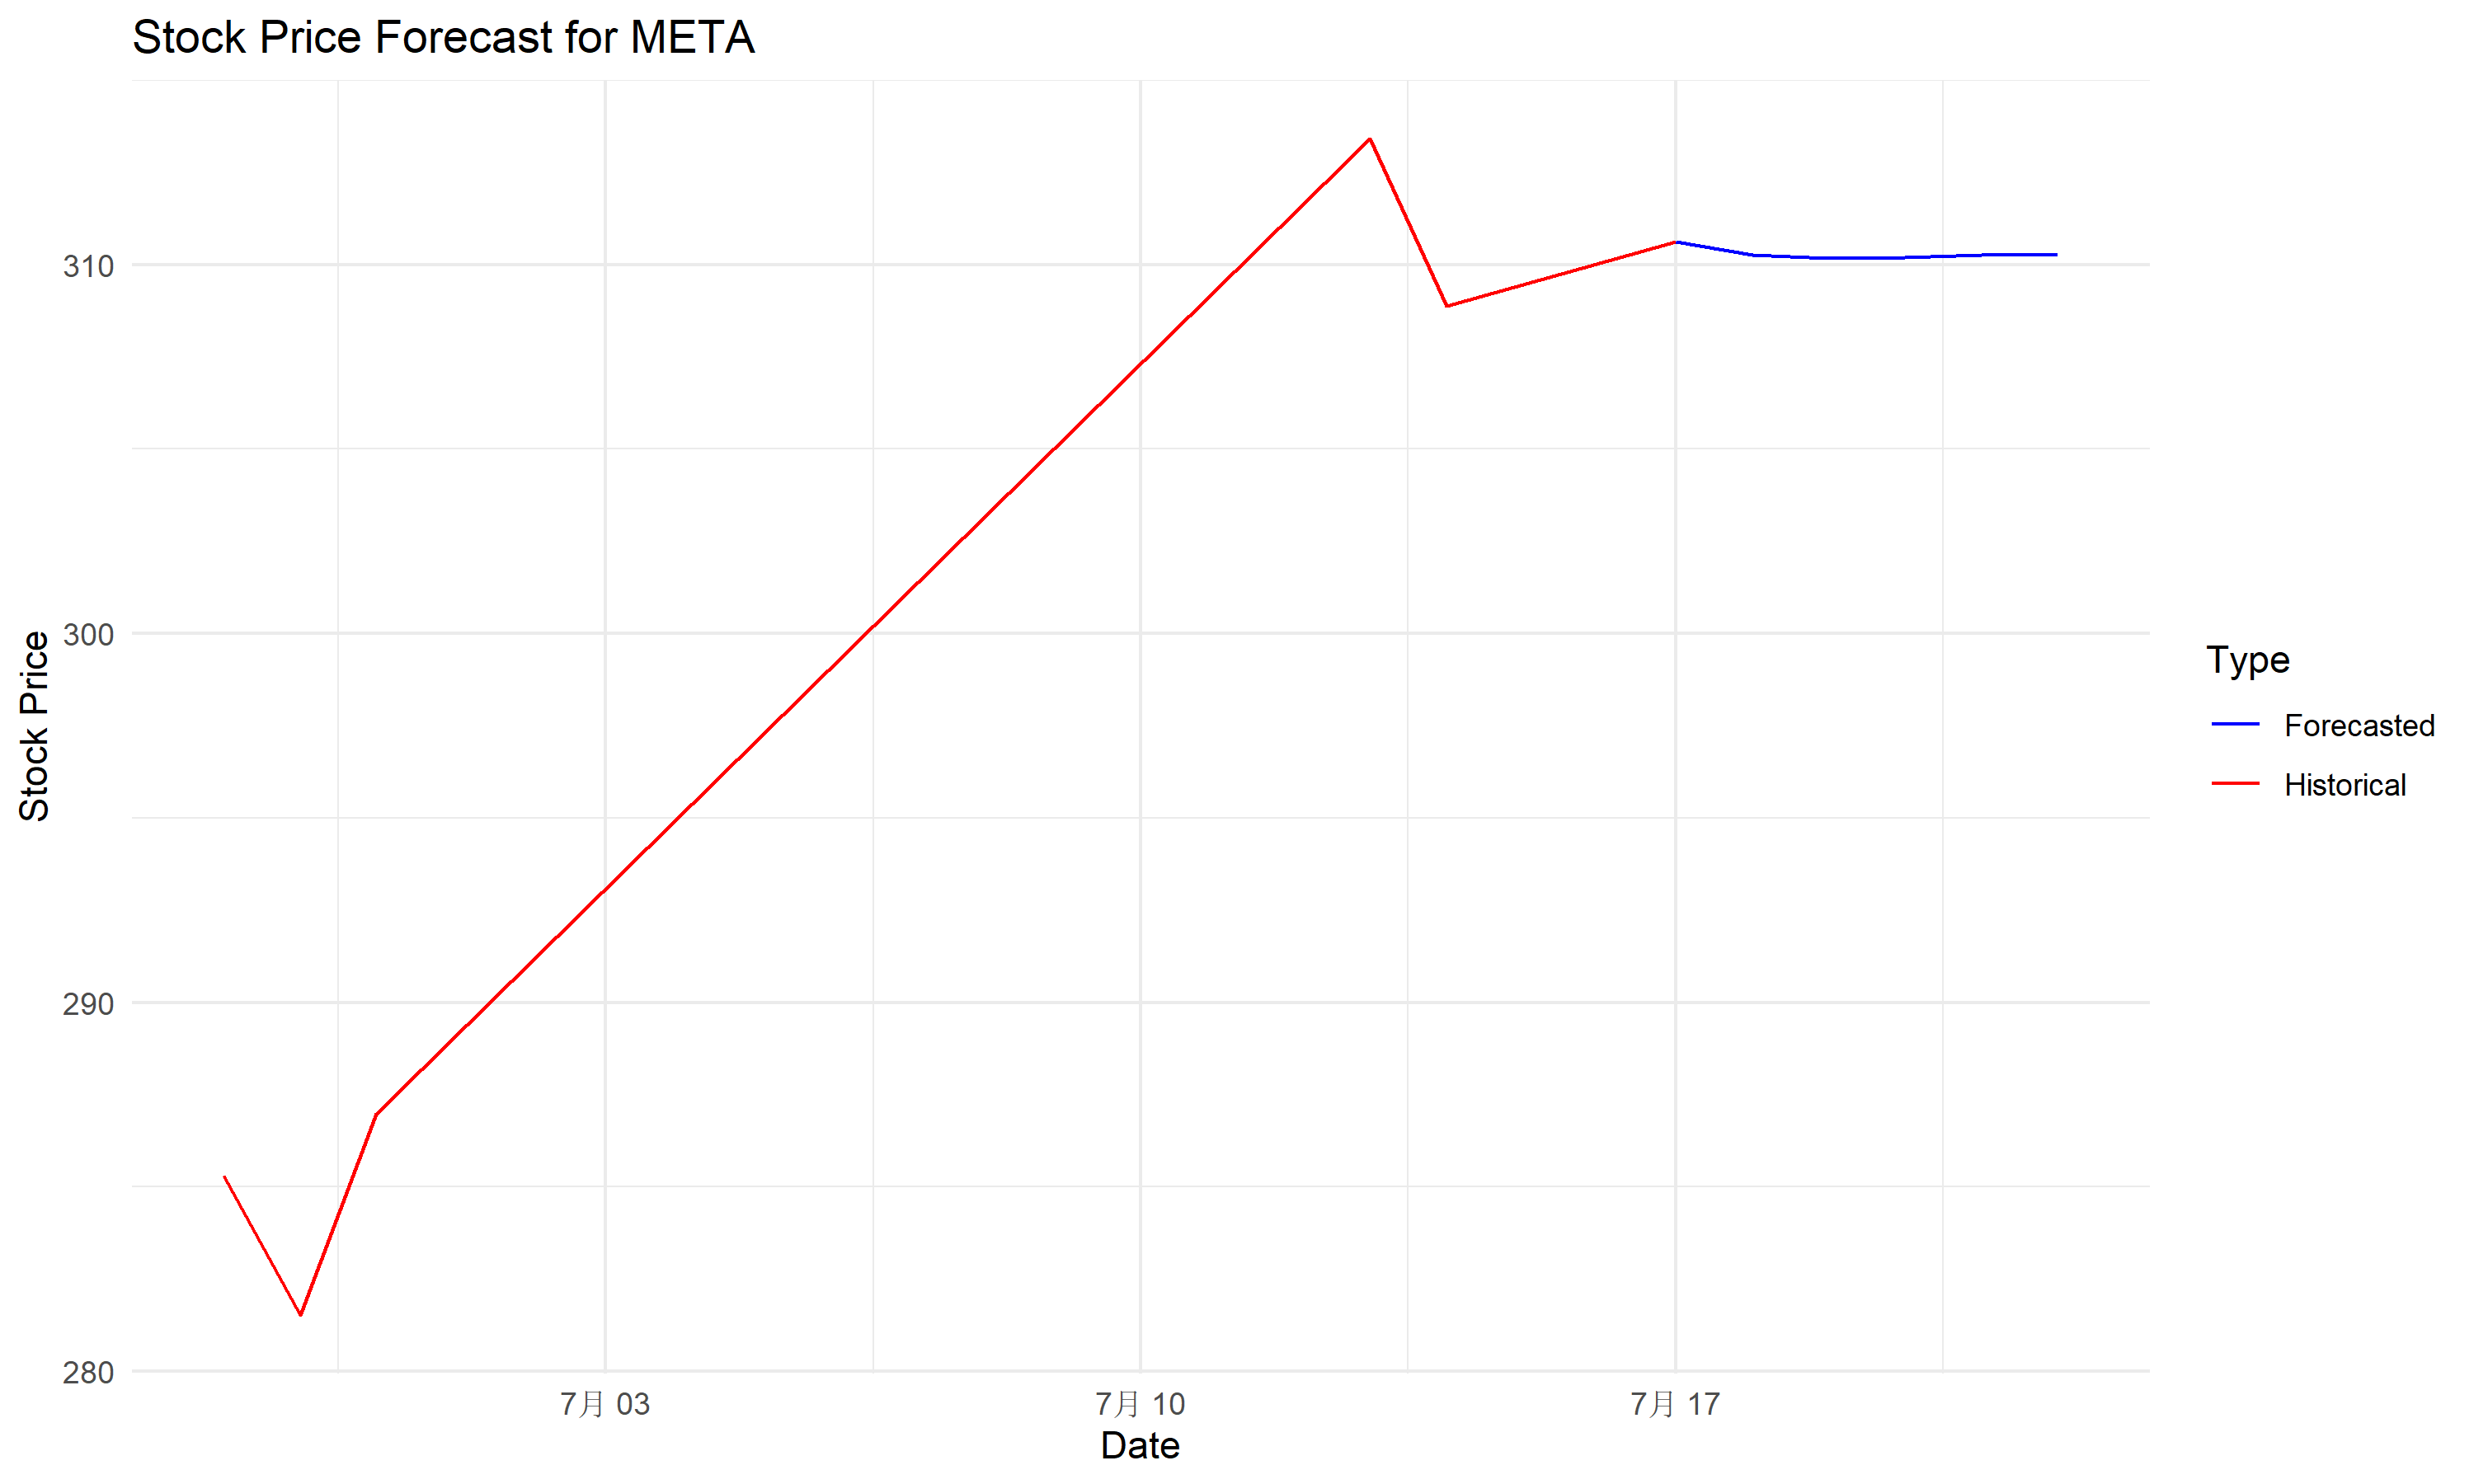 Stock Price Forecast for META
Stock Price
310
300
290
280
7月 03
7月 10
7月 17
Date
Type
Forecasted
Historical